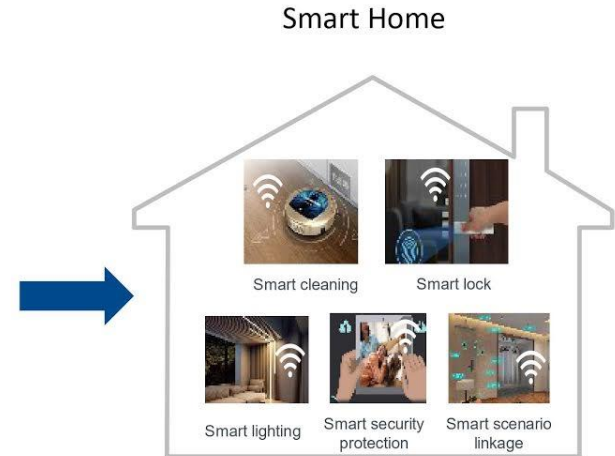 Smart Home
Smart cleaning
Smart lock
Smart lighting
Smart security
protection
Smart scenario
linkage